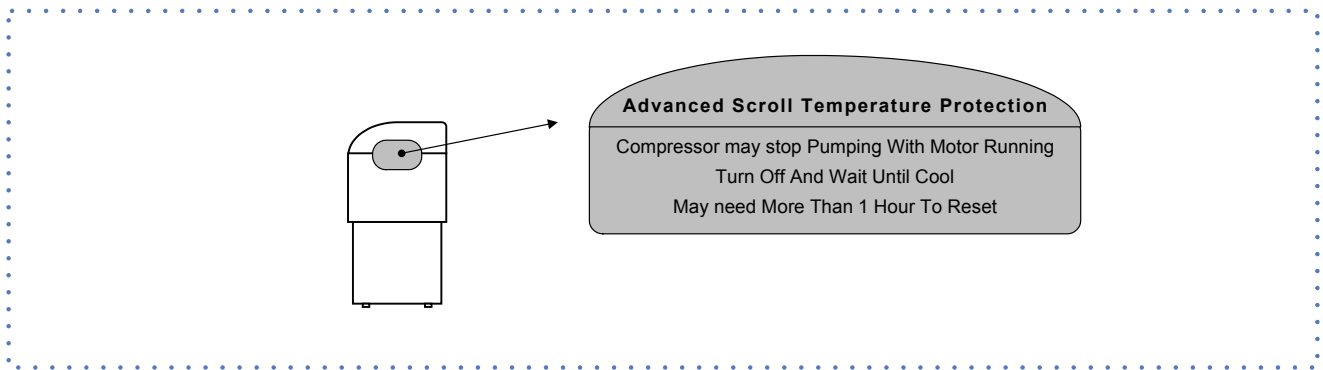 Advanced Scroll Temperature Protection
Compressor may stop Pumping With Motor Running
Turn Off And Wait Until Cool
May need More Than 1 Hour To Reset